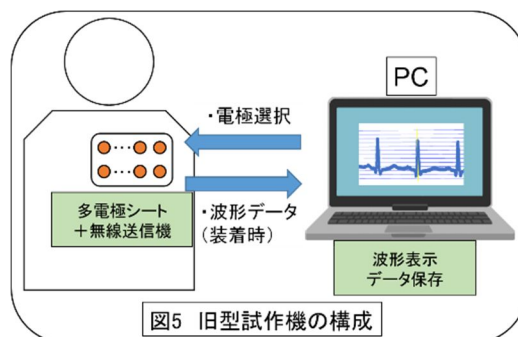 PC
・電極選択
多電極シート
＋無線送信機
・波形データ
(装着時)
波形表示
データ保存
図5 旧型試作機の構成